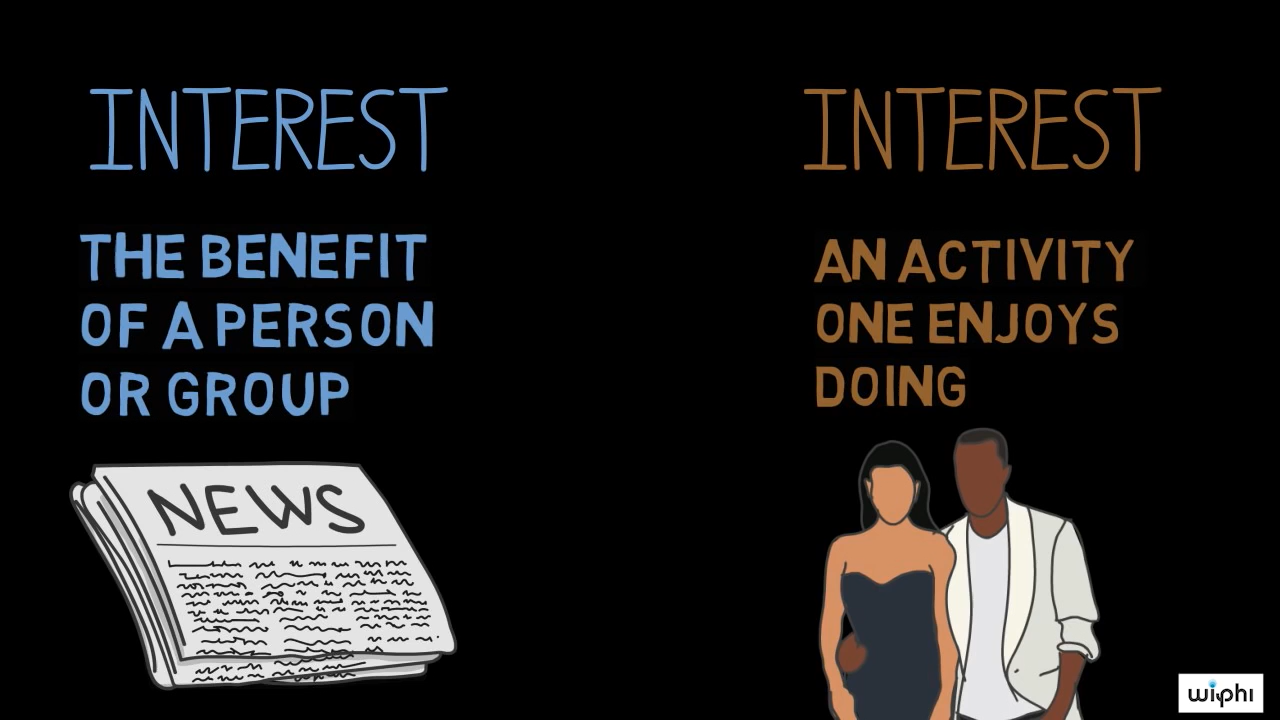 INTEREST
THE BENEFIT
OF A PERSON
OR GROUP
NEWS
INTEREST
AN ACTIVITY
ONE ENJOYS
DOING
wiphi